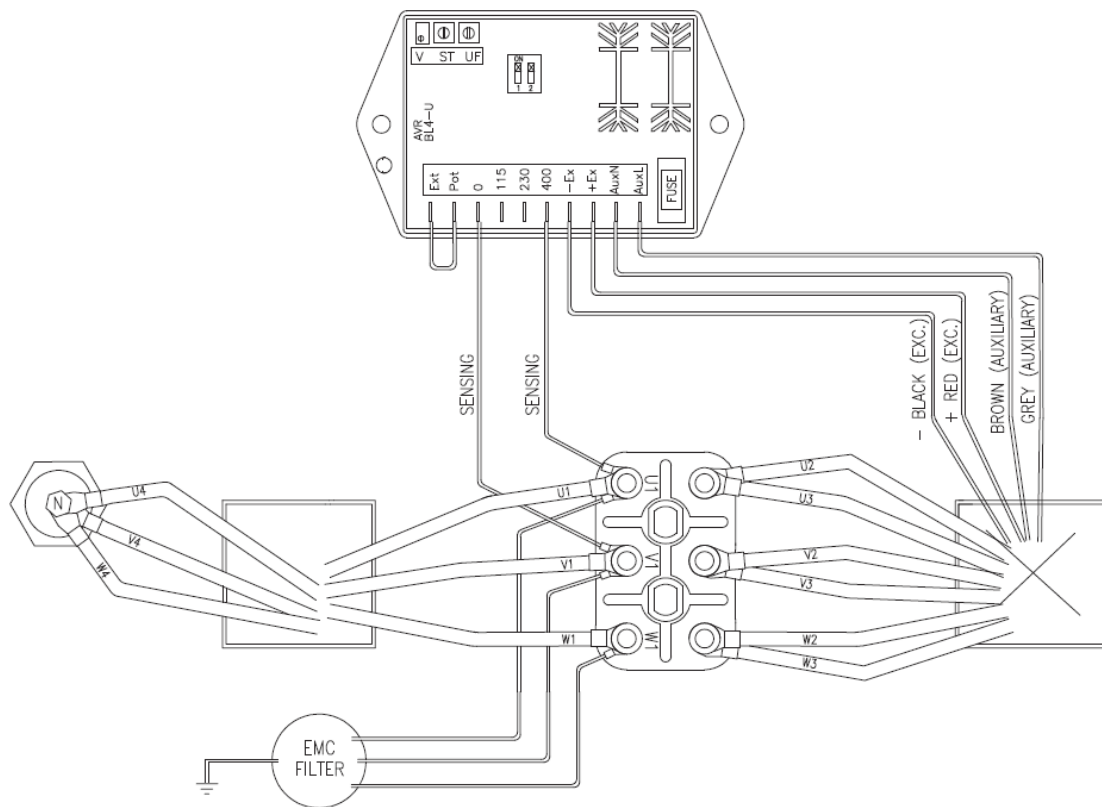 V ST UF
ON
1 2
AVR
BL4-U
Ext
Pot
0
115
230
400
-Ex
+Ex
AuxN
AuxL
FUSE
SENSING
SENSING
- BLACK (EXC.)
+ RED (EXC.)
BROWN (AUXILIARY)
GREY (AUXILIARY)
N
U4
V4
W4
U1
V1
W1
U1
V1
W1
U2
U3
V2
V3
W2
W3
EMC
FILTER